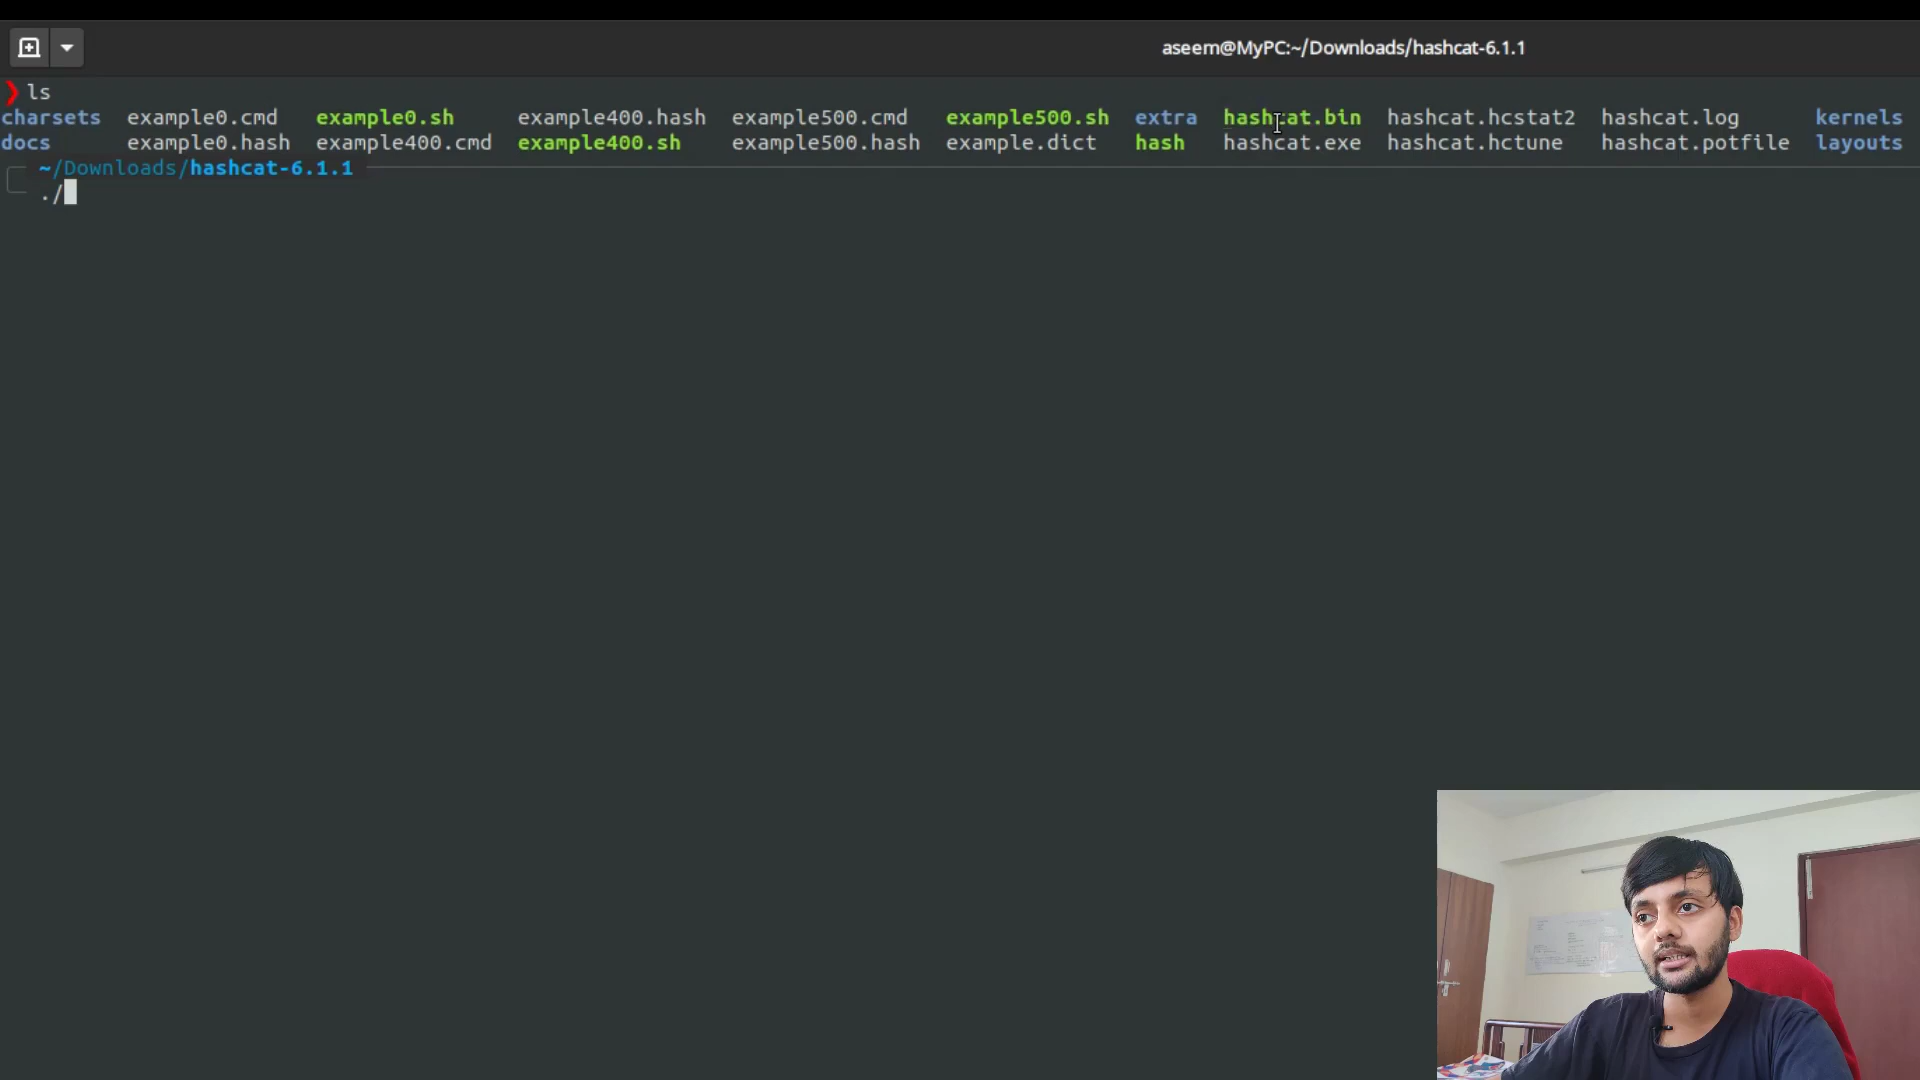 aseem@MyPC:~/Downloads/hashcat-6.1.1
❯ ls
charsets example0.cmd example0.sh example400.hash example500.cmd example500.sh extra hashcat.bin hashcat.hcstat2 hashcat.log kernels
docs example0.hash example400.cmd example400.sh example500.hash example.dict hash hashcat.exe hashcat.hctune hashcat.potfile layouts
~/Downloads/hashcat-6.1.1
./